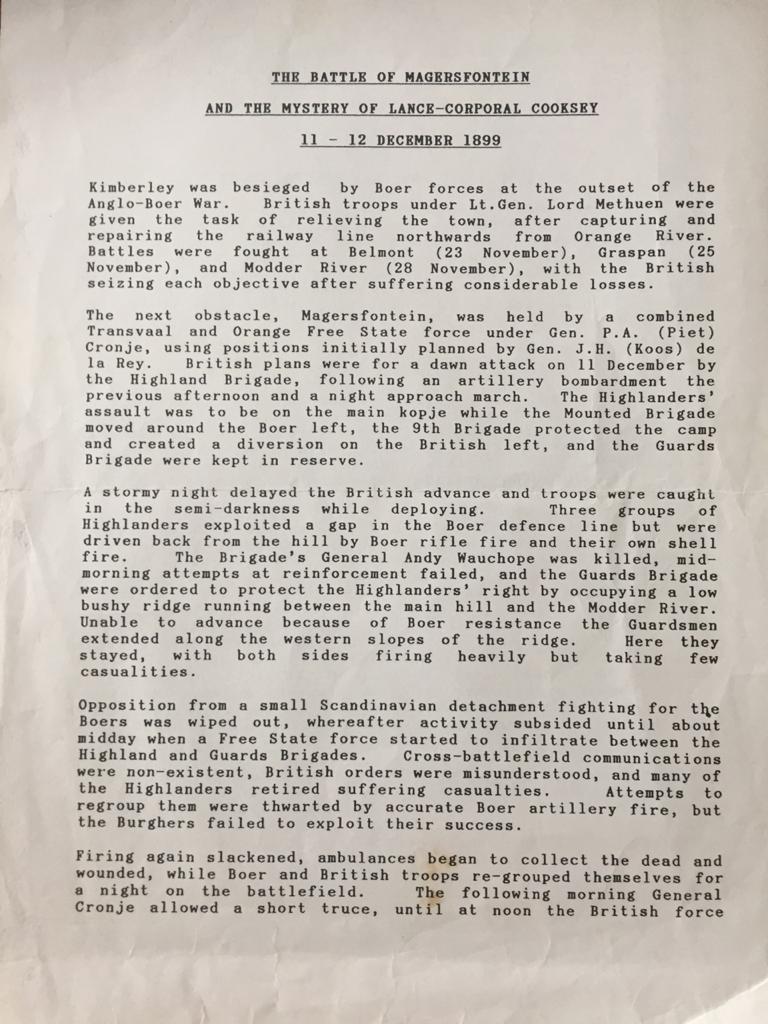 THE BATTLE OF MAGERSFONTEIN
AND THE MYSTERY OF LANCE-CORPORAL COOKSEY
11 - 12 DECEMBER 1899
Kimberley was besieged by Boer forces at the outset of the
Anglo-Boer War. British troops under Lt.Gen. Lord Methuen were
given the task of relieving the town, after capturing and
repairing the railway line northwards from Orange River.
Battles were fought at Belmont (23 November), Graspan (25
November), and Modder River (28 November), with the British
seizing each objective after suffering considerable losses.
The next obstacle, Magersfontein, was held by a combined
Transvaal and Orange Free State force under Gen. P.A. (Piet)
Cronje, using positions initially planned by Gen. J.H. (Koos) de
la Rey. British plans were for a dawn attack on 11 December by
the Highland Brigade, following an artillery bombardment the
previous afternoon and a night approach march. The Highlanders'
assault was to be on the main kopje while the Mounted Brigade
moved around the Boer left, the 9th Brigade protected the camp
and created a diversion on the British left, and the Guards
Brigade were kept in reserve.
A stormy night delayed the British advance and troops were caught
in the semi-darkness while deploying. Three groups of
Highlanders exploited a gap in the Boer defence line but were
driven back from the hill by Boer rifle fire and their own shell
fire. The Brigade's General Andy Wauchope was killed, mid-
morning attempts at reinforcement failed, and the Guards Brigade
were ordered to protect the Highlanders' right by occupying a low
bushy ridge running between the main hill and the Modder River.
Unable to advance because of Boer resistance the Guardsmen
extended along the western slopes of the ridge. Here they
stayed, with both sides firing heavily but taking few
casualities.
Opposition from a small Scandinavian detachment fighting for the
Boers was wiped out, whereafter activity subsided until about
midday when a Free State force started to infiltrate between the
Highland and Guards Brigades. Cross-battlefield communications
were non-existent, British orders were misunderstood, and many of
the Highlanders retired suffering casualties. Attempts to
regroup them were thwarted by accurate Boer artillery fire, but
the Burghers failed to exploit their success.
Firing again slackened, ambulances began to collect the dead and
wounded, while Boer and British troops re-grouped themselves for
a night on the battlefield. The following morning General
Cronje allowed a short truce, until at noon the British force